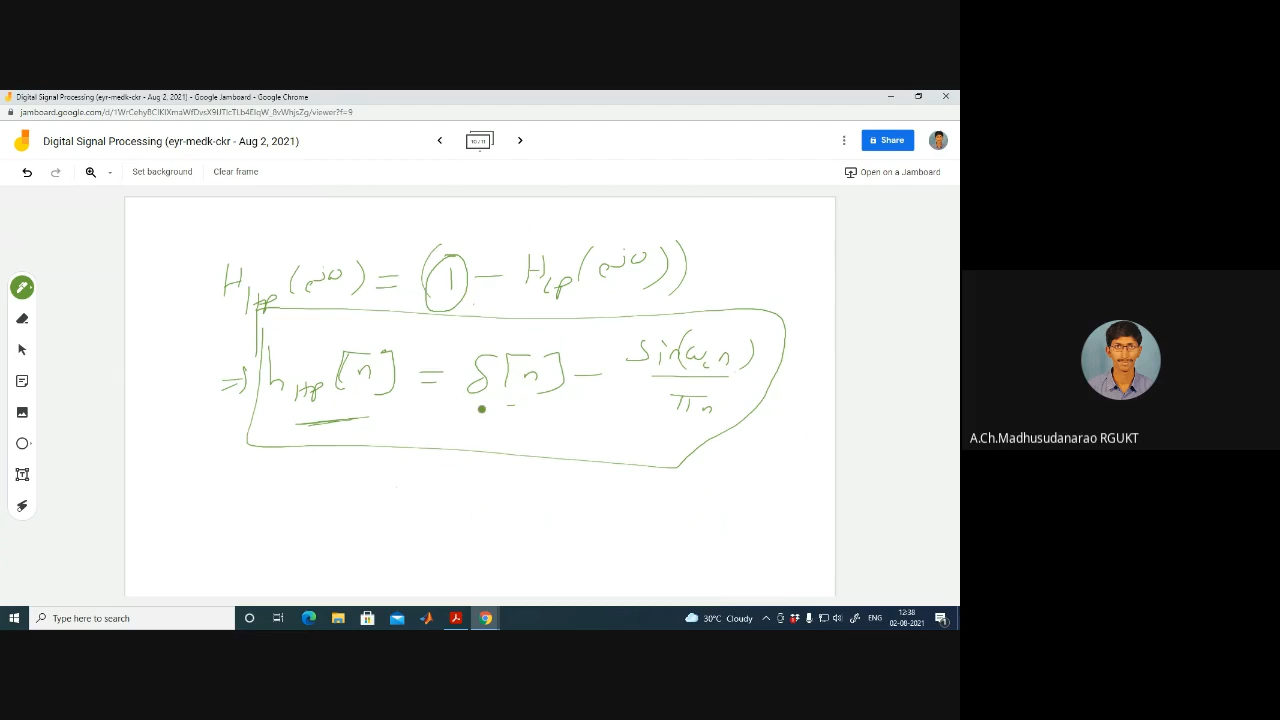 Digital Signal Processing (eyr-medk-ckr - Aug 2, 2021) - Google Jamboard - Google Chrome
Digital Signal Processing (eyr-medk-ckr - Aug 2, 2021)
10 / 11
Share
Set background
Clear frame
Open on a Jamboard
H_HP(e^jω) = (1 - H_LP(e^jω))
⇒ h_HP[n] = δ[n] - sin(ω_c n) / πn
A.Ch.Madhusudanarao RGUKT
Type here to search
30°C Cloudy
ENG
12:38
02-08-2021